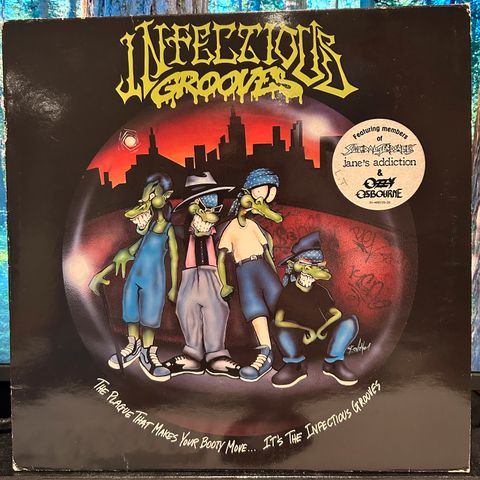 INFECTIOUS
GROOVES
Featuring members
of
SUICIDAL TENDENCIES
jane's addiction
&
OZZY
OSBOURNE
THE PLAGUE THAT MAKES YOUR BOOTY MOVE... IT'S THE INFECTIOUS GROOVES